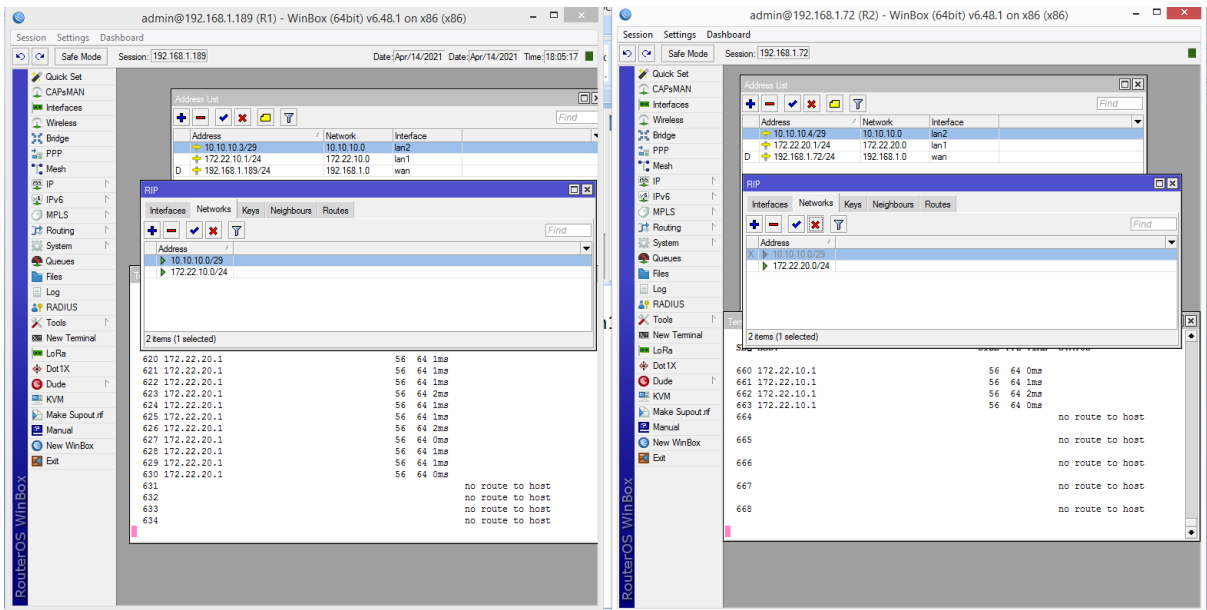 admin@192.168.1.189 (R1) - WinBox (64bit) v6.48.1 on x86 (x86)
Session Settings Dashboard
Safe Mode Session: 192.168.1.189 Date: Apr/14/2021 Date: Apr/14/2021 Time: 18:05:17
Quick Set
CAPsMAN
Interfaces
Wireless
Bridge
PPP
Mesh
IP
IPv6
MPLS
Routing
System
Queues
Files
Log
RADIUS
Tools
New Terminal
LoRa
Dot1X
Dude
KVM
Make Supout.rif
Manual
New WinBox
Exit
RouterOS WinBox
Address List
Find
Address Network Interface
10.10.10.3/29 10.10.10.0 lan2
172.22.10.1/24 172.22.10.0 lan1
D 192.168.1.189/24 192.168.1.0 wan
RIP
Interfaces Networks Keys Neighbours Routes
Find
Address
10.10.10.0/29
172.22.10.0/24
2 items (1 selected)
620 172.22.20.1 56 64 1ms
621 172.22.20.1 56 64 1ms
622 172.22.20.1 56 64 1ms
623 172.22.20.1 56 64 2ms
624 172.22.20.1 56 64 1ms
625 172.22.20.1 56 64 1ms
626 172.22.20.1 56 64 2ms
627 172.22.20.1 56 64 0ms
628 172.22.20.1 56 64 1ms
629 172.22.20.1 56 64 1ms
630 172.22.20.1 56 64 0ms
631 no route to host
632 no route to host
633 no route to host
634 no route to host
admin@192.168.1.72 (R2) - WinBox (64bit) v6.48.1 on x86 (x86)
Session Settings Dashboard
Safe Mode Session: 192.168.1.72
Quick Set
CAPsMAN
Interfaces
Wireless
Bridge
PPP
Mesh
IP
IPv6
MPLS
Routing
System
Queues
Files
Log
RADIUS
Tools
New Terminal
LoRa
Dot1X
Dude
KVM
Make Supout.rif
Manual
New WinBox
Exit
RouterOS WinBox
Address List
Find
Address Network Interface
10.10.10.4/29 10.10.10.0 lan2
172.22.20.1/24 172.22.20.0 lan1
D 192.168.1.72/24 192.168.1.0 wan
RIP
Interfaces Networks Keys Neighbours Routes
Find
Address
X 10.10.10.0/29
172.22.20.0/24
2 items (1 selected)
660 172.22.10.1 56 64 0ms
661 172.22.10.1 56 64 1ms
662 172.22.10.1 56 64 2ms
663 172.22.10.1 56 64 0ms
664 no route to host
665 no route to host
666 no route to host
667 no route to host
668 no route to host